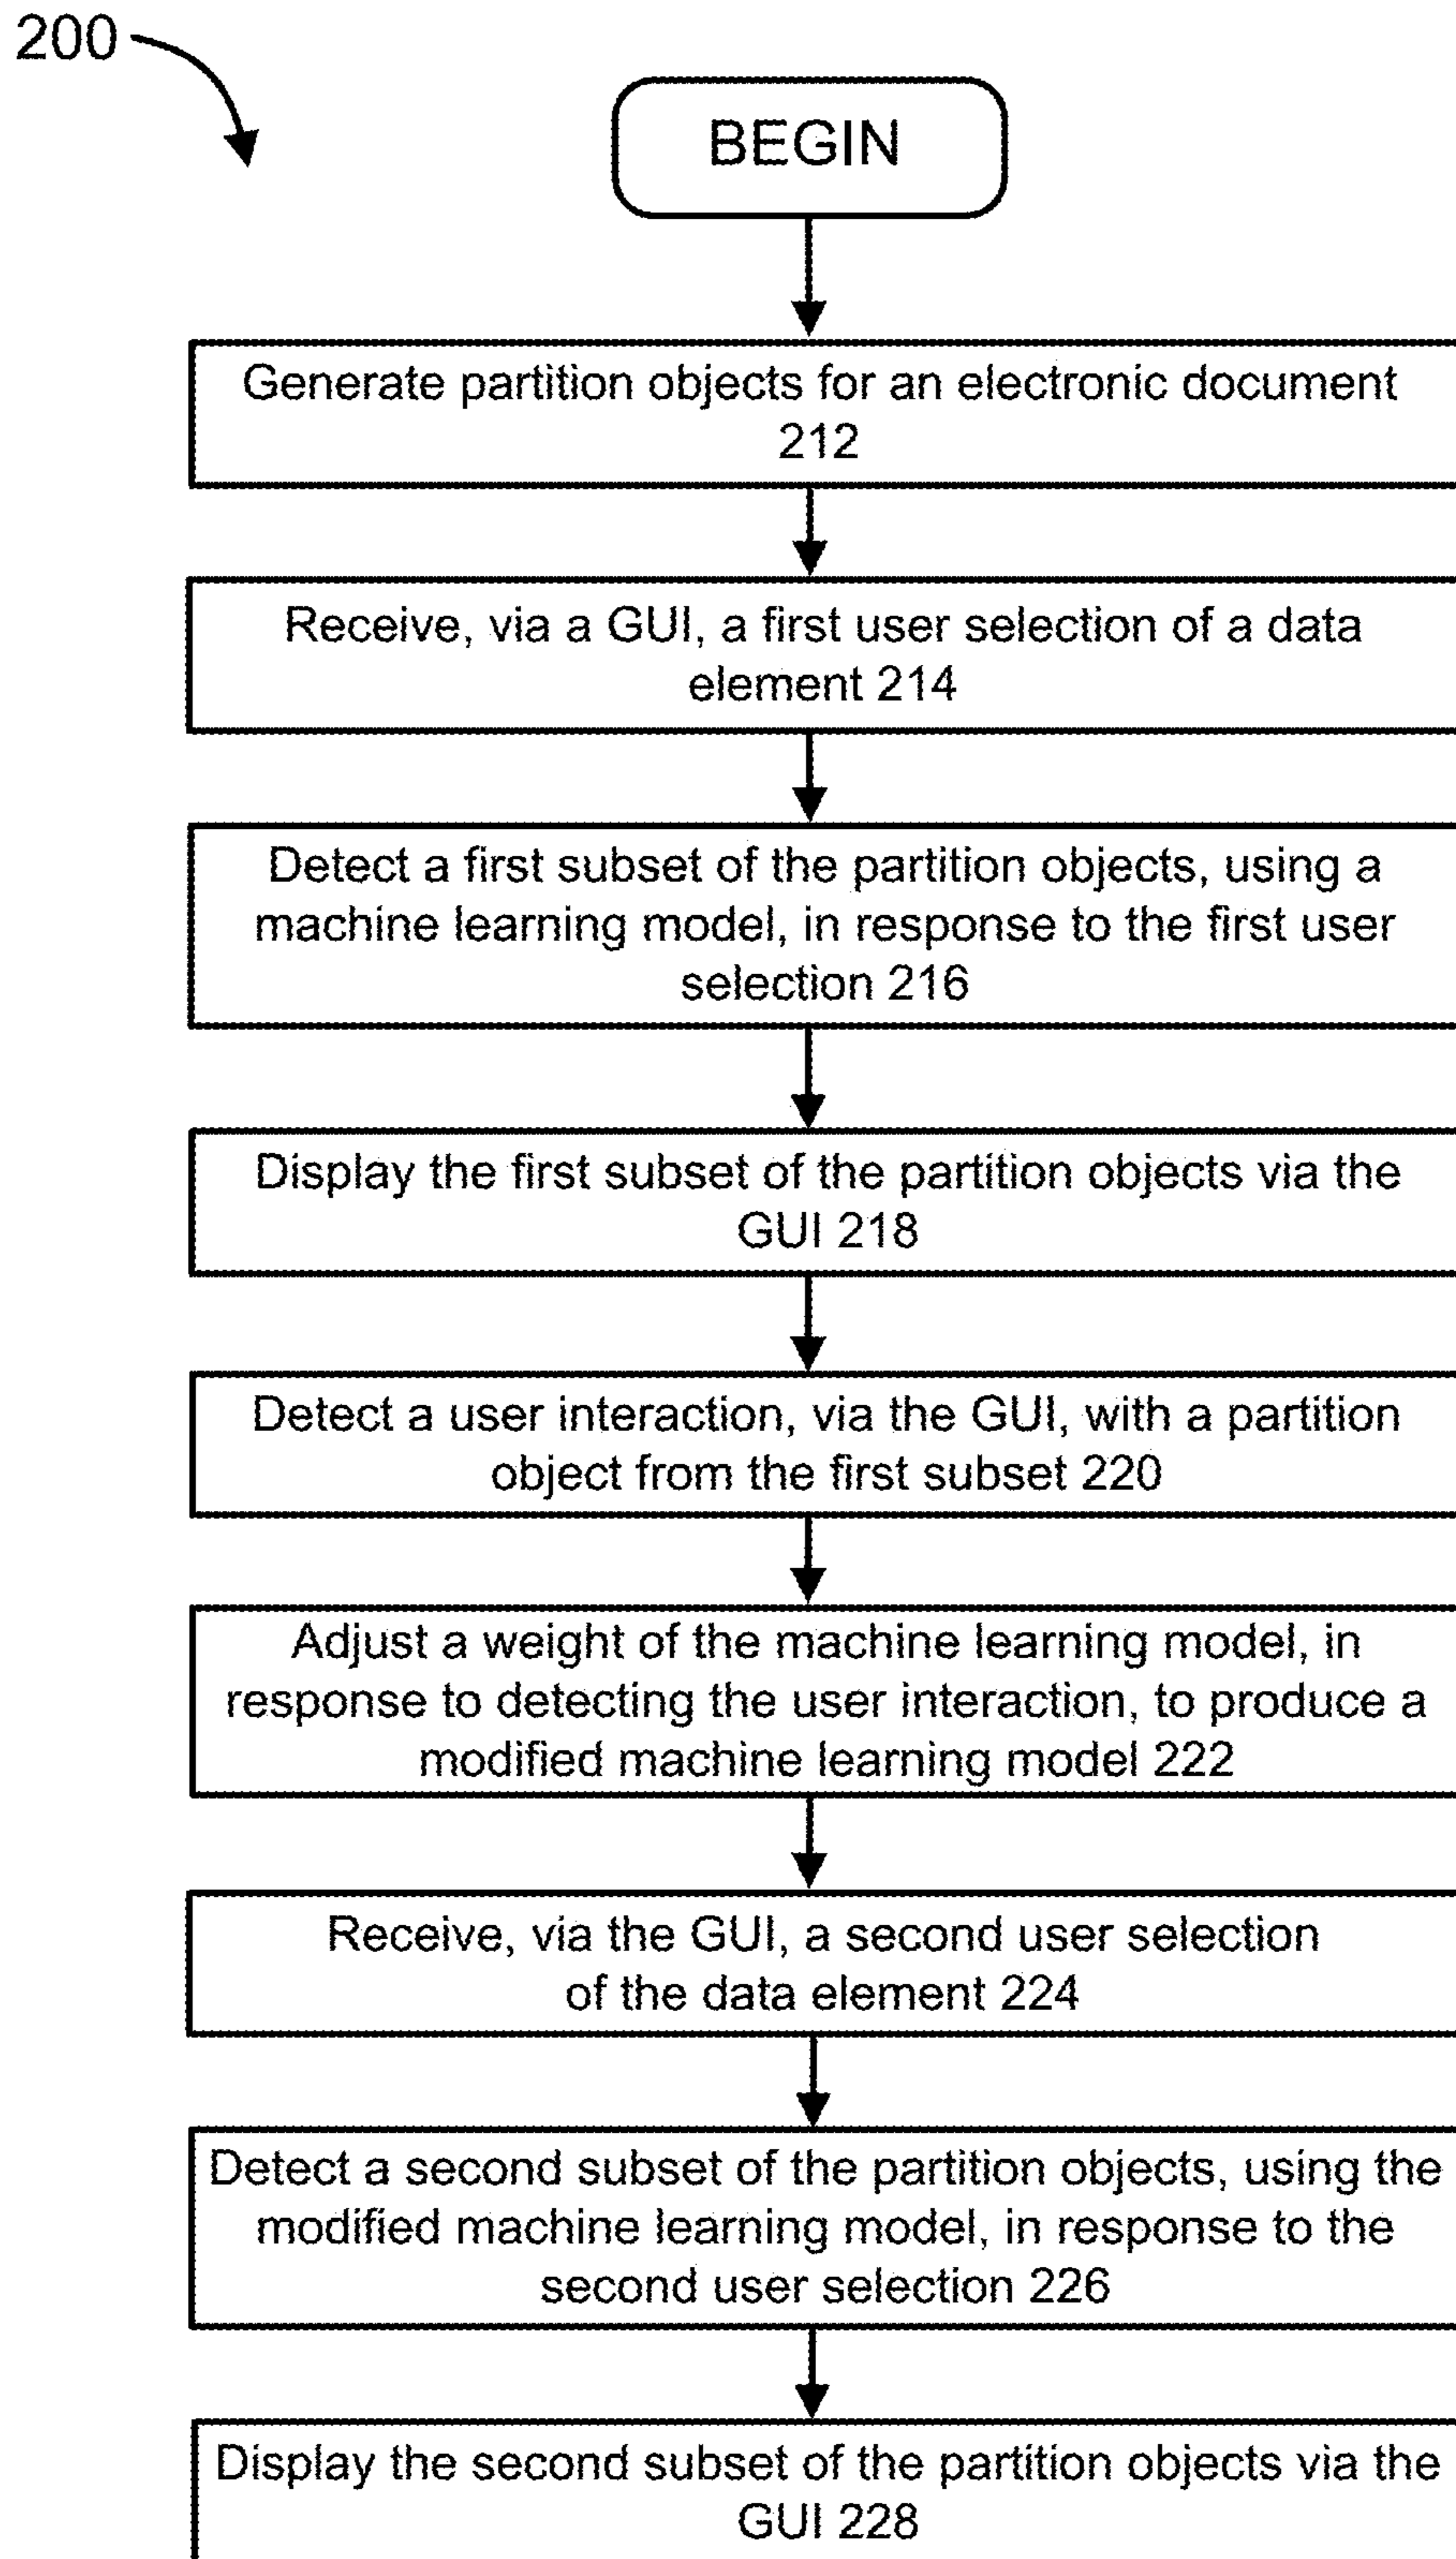 200
BEGIN
Generate partition objects for an electronic document
212
Receive, via a GUI, a first user selection of a data
element 214
Detect a first subset of the partition objects, using a
machine learning model, in response to the first user
selection 216
Display the first subset of the partition objects via the
GUI 218
Detect a user interaction, via the GUI, with a partition
object from the first subset 220
Adjust a weight of the machine learning model, in
response to detecting the user interaction, to produce a
modified machine learning model 222
Receive, via the GUI, a second user selection
of the data element 224
Detect a second subset of the partition objects, using the
modified machine learning model, in response to the
second user selection 226
Display the second subset of the partition objects via the
GUI 228